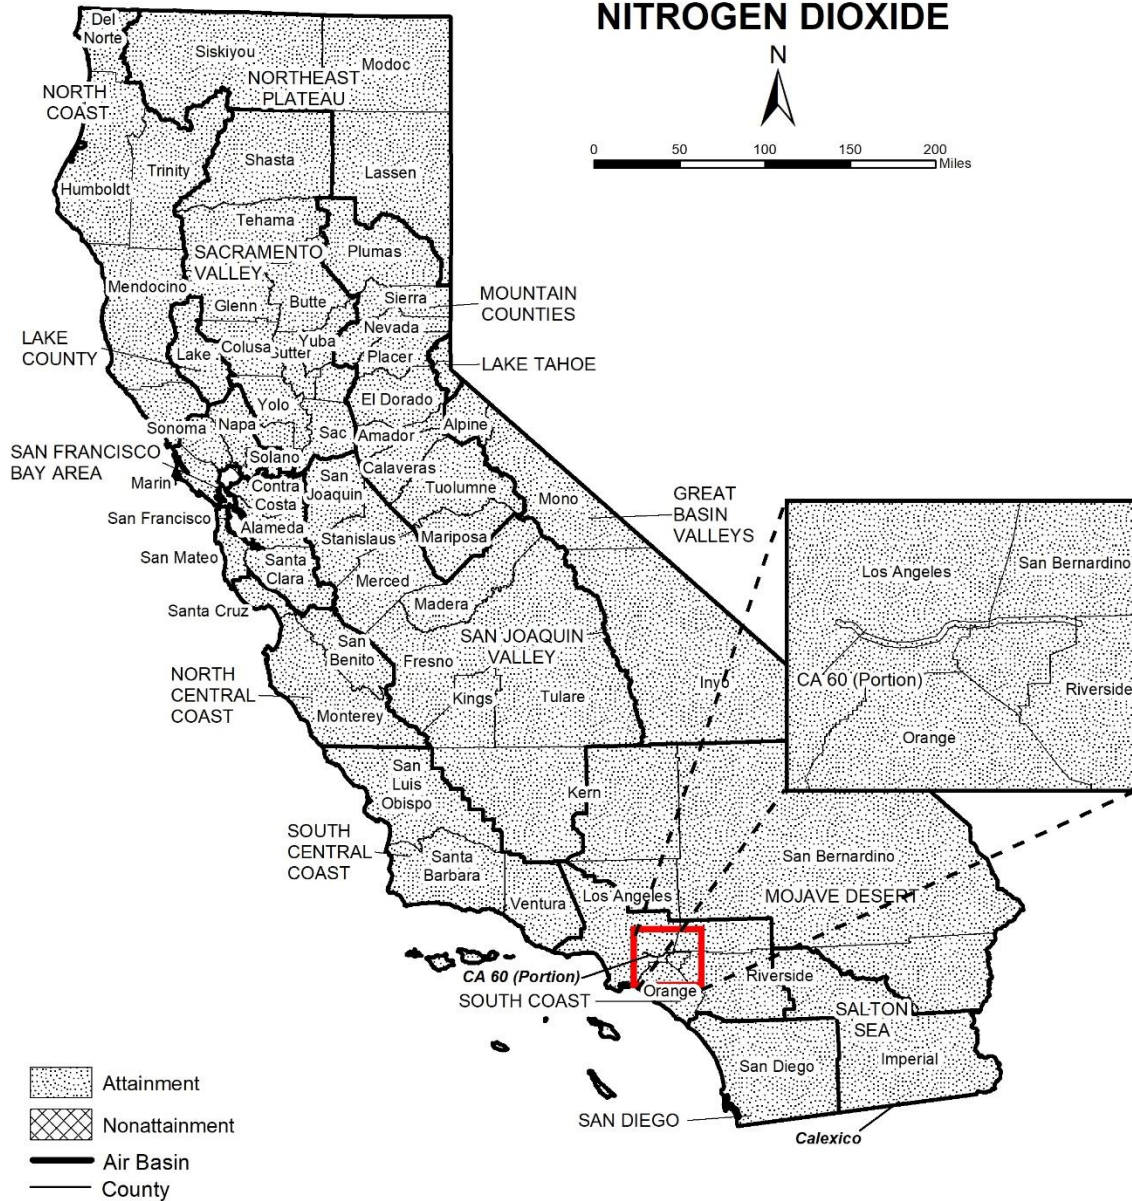 NITROGEN DIOXIDE
N
0 50 100 150 200
Miles
Del
Norte
Siskiyou
Modoc
NORTHEAST
PLATEAU
NORTH
COAST
Shasta
Trinity
Lassen
Humboldt
Tehama
SACRAMENTO
VALLEY
Plumas
Mendocino
Glenn
Butte
Sierra
MOUNTAIN
COUNTIES
Nevada
LAKE
COUNTY
Lake
Colusa
Yuba
utter
Placer
LAKE TAHOE
El Dorado
Yolo
Sonoma
Napa
Sac
Amador
Alpine
SAN FRANCISCO
BAY AREA
Solano
Calaveras
Marin
Contra
Costa
San
Joaquin
Tuolumne
Mono
GREAT
BASIN
VALLEYS
San Francisco
Alameda
Stanislaus
Mariposa
San Mateo
Santa
Clara
Merced
Santa Cruz
Madera
San
Benito
SAN JOAQUIN
VALLEY
Fresno
NORTH
CENTRAL
COAST
Kings
Tulare
Inyo
Monterey
Los Angeles
San Bernardino
CA 60 (Portion)
Riverside
Orange
San
Luis
Obispo
Kern
SOUTH
CENTRAL
COAST
Santa
Barbara
San Bernardino
Ventura
Los Angeles
MOJAVE DESERT
CA 60 (Portion)
Riverside
Orange
SOUTH COAST
SALTON
SEA
San Diego
Imperial
SAN DIEGO
Calexico
Attainment
Nonattainment
Air Basin
County